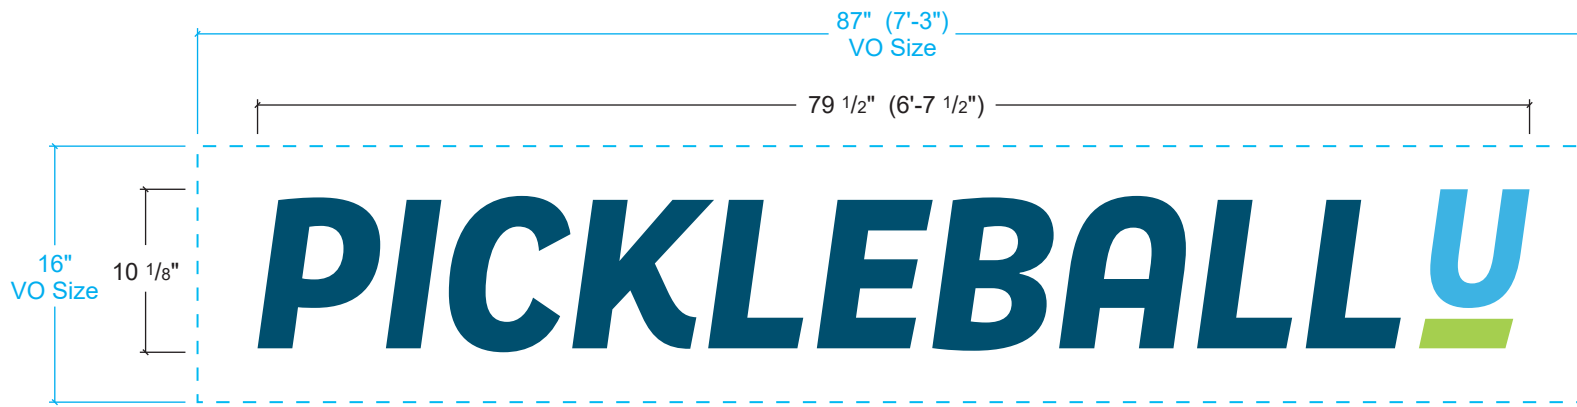 87" (7'-3")
VO Size
79 1/2" (6'-7 1/2")
16"
VO Size
10 1/8"
PICKLEBALL U